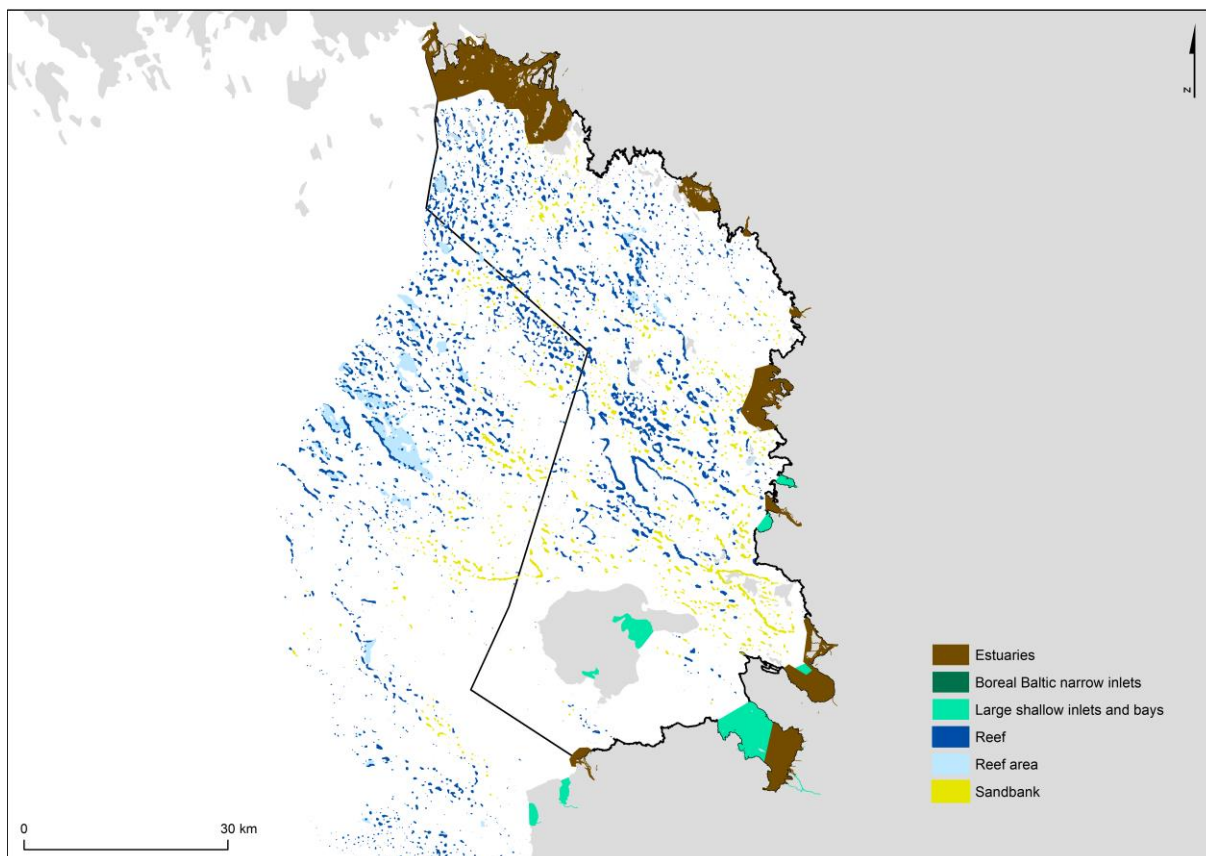 z
Estuaries
Boreal Baltic narrow inlets
Large shallow inlets and bays
Reef
Reef area
Sandbank
0 30 km